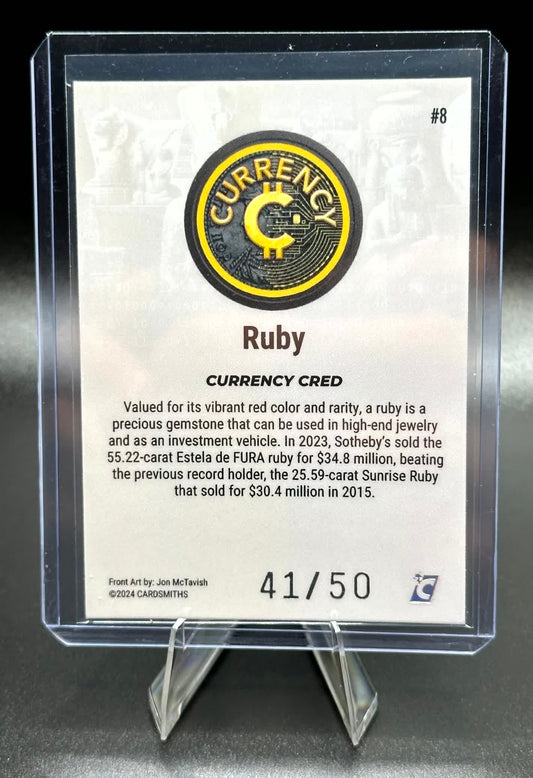 #8
CURRENCY
Ruby
CURRENCY CRED
Valued for its vibrant red color and rarity, a ruby is a
precious gemstone that can be used in high-end jewelry
and as an investment vehicle. In 2023, Sotheby's sold the
55.22-carat Estela de FURA ruby for $34.8 million, beating
the previous record holder, the 25.59-carat Sunrise Ruby
that sold for $30.4 million in 2015.
Front Art by: Jon McTavish
©2024 CARDSMITHS
41/50